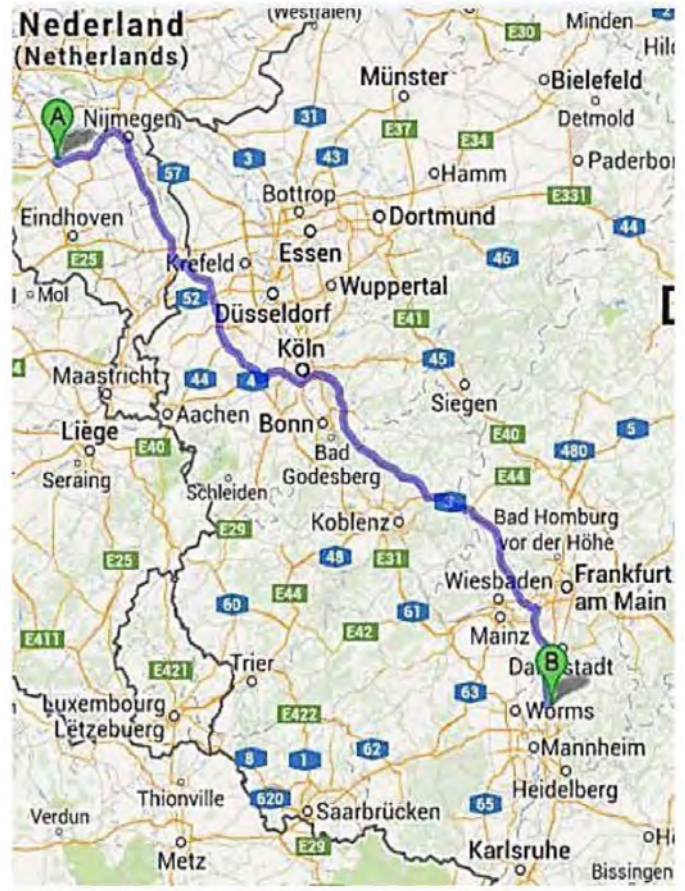 Nederland
(Netherlands)
(Westfalen)
E30
Minden
2
Münster
Bielefeld
Detmold
A
Nijmegen
31
E37
E34
57
3
43
Hamm
Paderbo
Bottrop
E331
Eindhoven
Dortmund
44
E25
Essen
46
Krefeld
Mol
52
Wuppertal
Düsseldorf
E41
Köln
45
4
Maastricht
44
4
Siegen
Aachen
5
Liège
Bonn
E40
480
E40
Bad
Godesberg
E44
Seraing
Schleiden
3
Bad Homburg
vor der Höhe
E29
Koblenz
E25
48
E31
Wiesbaden
Frankfurt
am Main
60
E44
61
E411
E42
Mainz
E421
Trier
B
Da
stadt
63
Luxembourg
Lëtzebuerg
E422
Worms
8
1
62
Mannheim
Thionville
620
Heidelberg
Saarbrücken
65
Verdun
E29
Metz
Karlsruhe
Bissingen